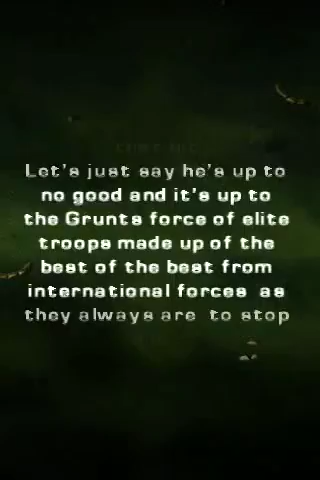 Let's just say he's up to
no good and it's up to
the Grunts force of elite
troops made up of the
best of the best from
international forces  as
they always are  to stop